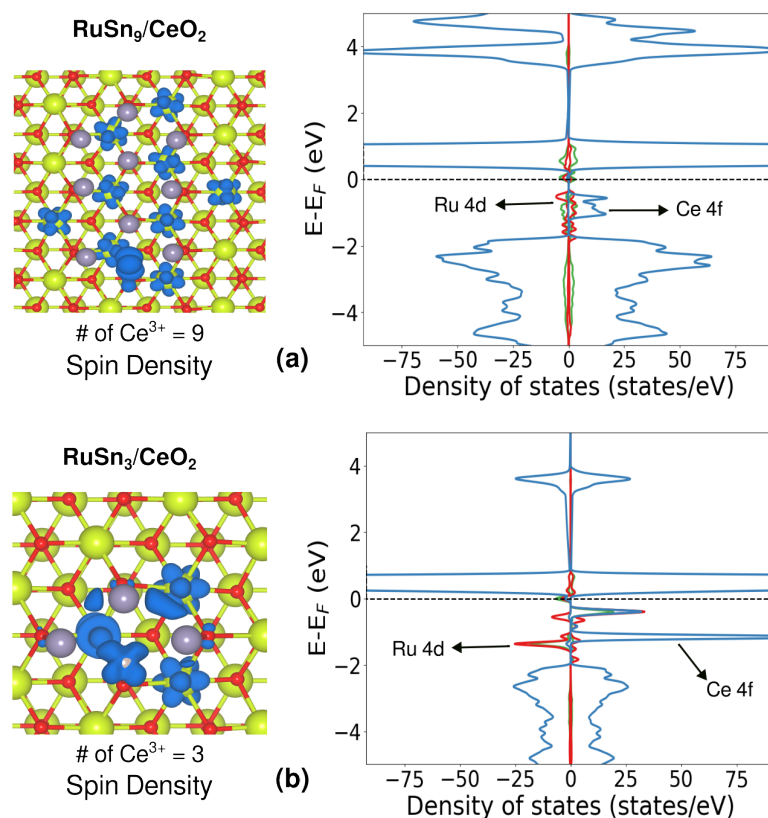 RuSn₉/CeO₂
# of Ce³⁺ = 9
Spin Density
(a)
E-E_F (eV)
4
2
0
−2
−4
Ru 4d
Ce 4f
−75 −50 −25 0 25 50 75
Density of states (states/eV)
RuSn₃/CeO₂
# of Ce³⁺ = 3
Spin Density
(b)
E-E_F (eV)
4
2
0
−2
−4
Ru 4d
Ce 4f
−75 −50 −25 0 25 50 75
Density of states (states/eV)